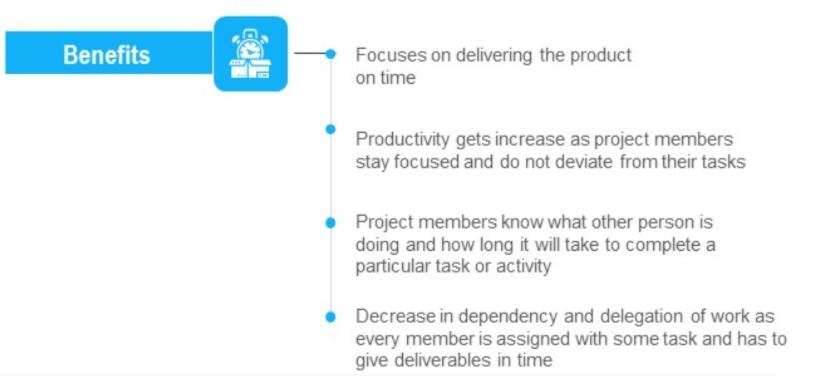 Benefits
Focuses on delivering the product
on time
Productivity gets increase as project members
stay focused and do not deviate from their tasks
Project members know what other person is
doing and how long it will take to complete a
particular task or activity
Decrease in dependency and delegation of work as
every member is assigned with some task and has to
give deliverables in time